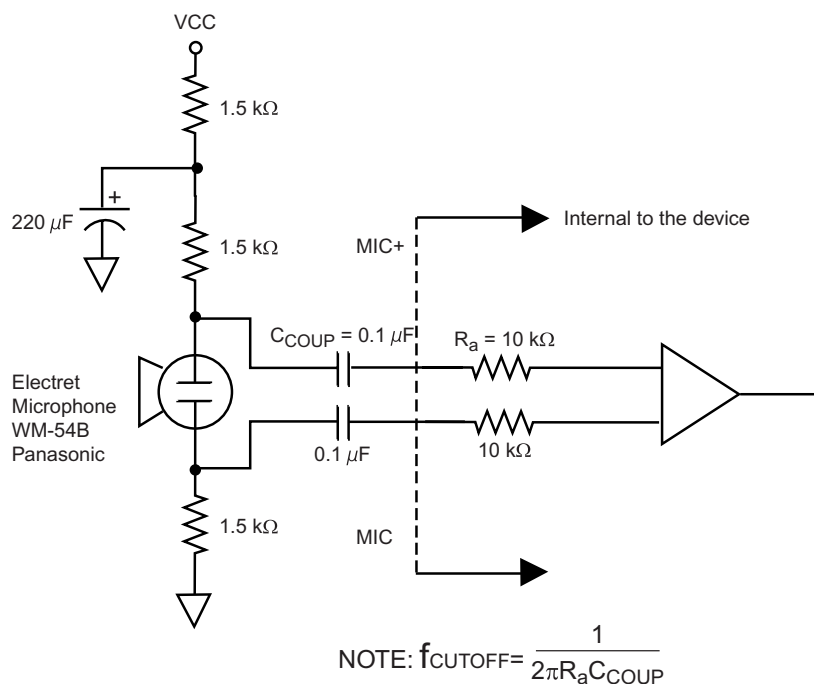 VCC
1.5 kΩ
+
220 μF
1.5 kΩ
Internal to the device
MIC+
C_COUP = 0.1 μF
R_a = 10 kΩ
Electret
Microphone
WM-54B
Panasonic
0.1 μF
10 kΩ
1.5 kΩ
MIC
NOTE: f_CUTOFF = 1 / 2πR_aC_COUP